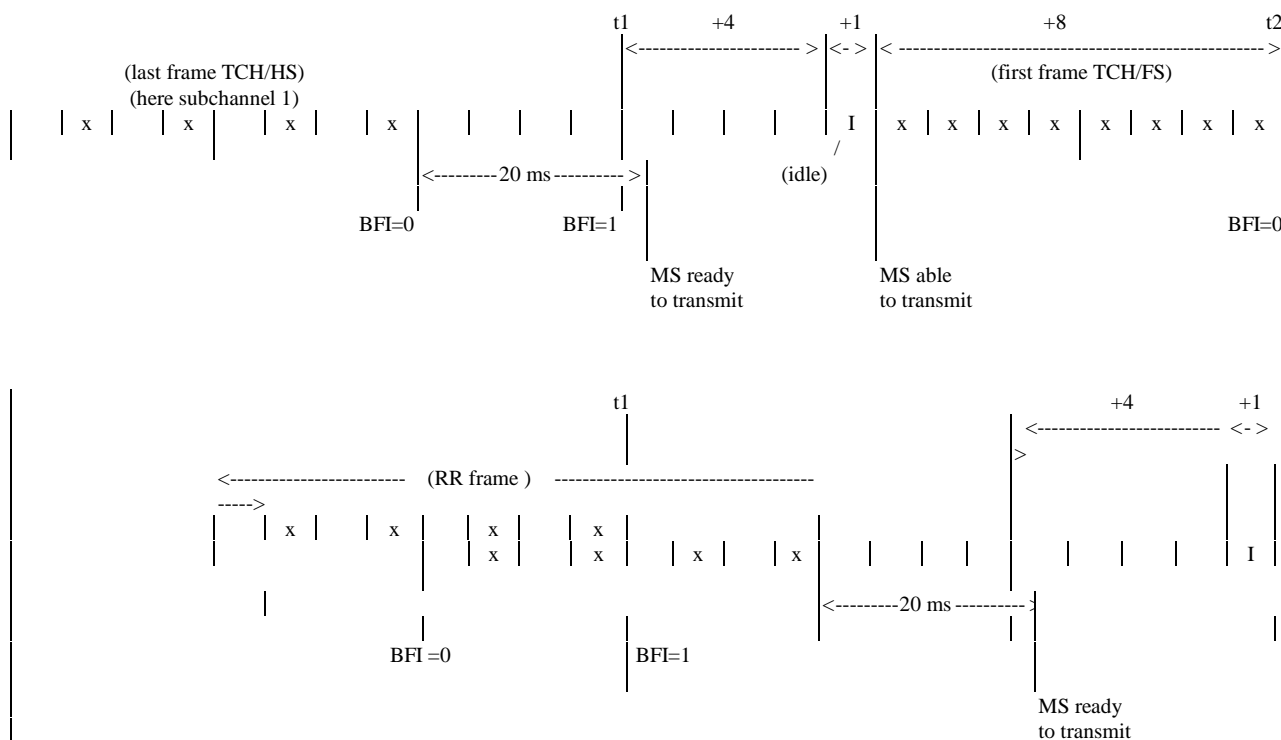 t1 +4 +1 +8 t2
<----------------------- > <- > <------------------------------------------------ >
(last frame TCH/HS) (first frame TCH/FS)
(here subchannel 1)
x x x x I x x x x x x x x
/
<---------20 ms----------- > (idle)
BFI=0 BFI=1 BFI=0
MS ready MS able
to transmit to transmit
t1 +4 +1
<------------------------- <- >
>
<------------------------- (RR frame ) ----------------------------------
----->
x x x x
x x x x I
<---------20 ms ----------- >
BFI =0 BFI=1
MS ready
to transmit